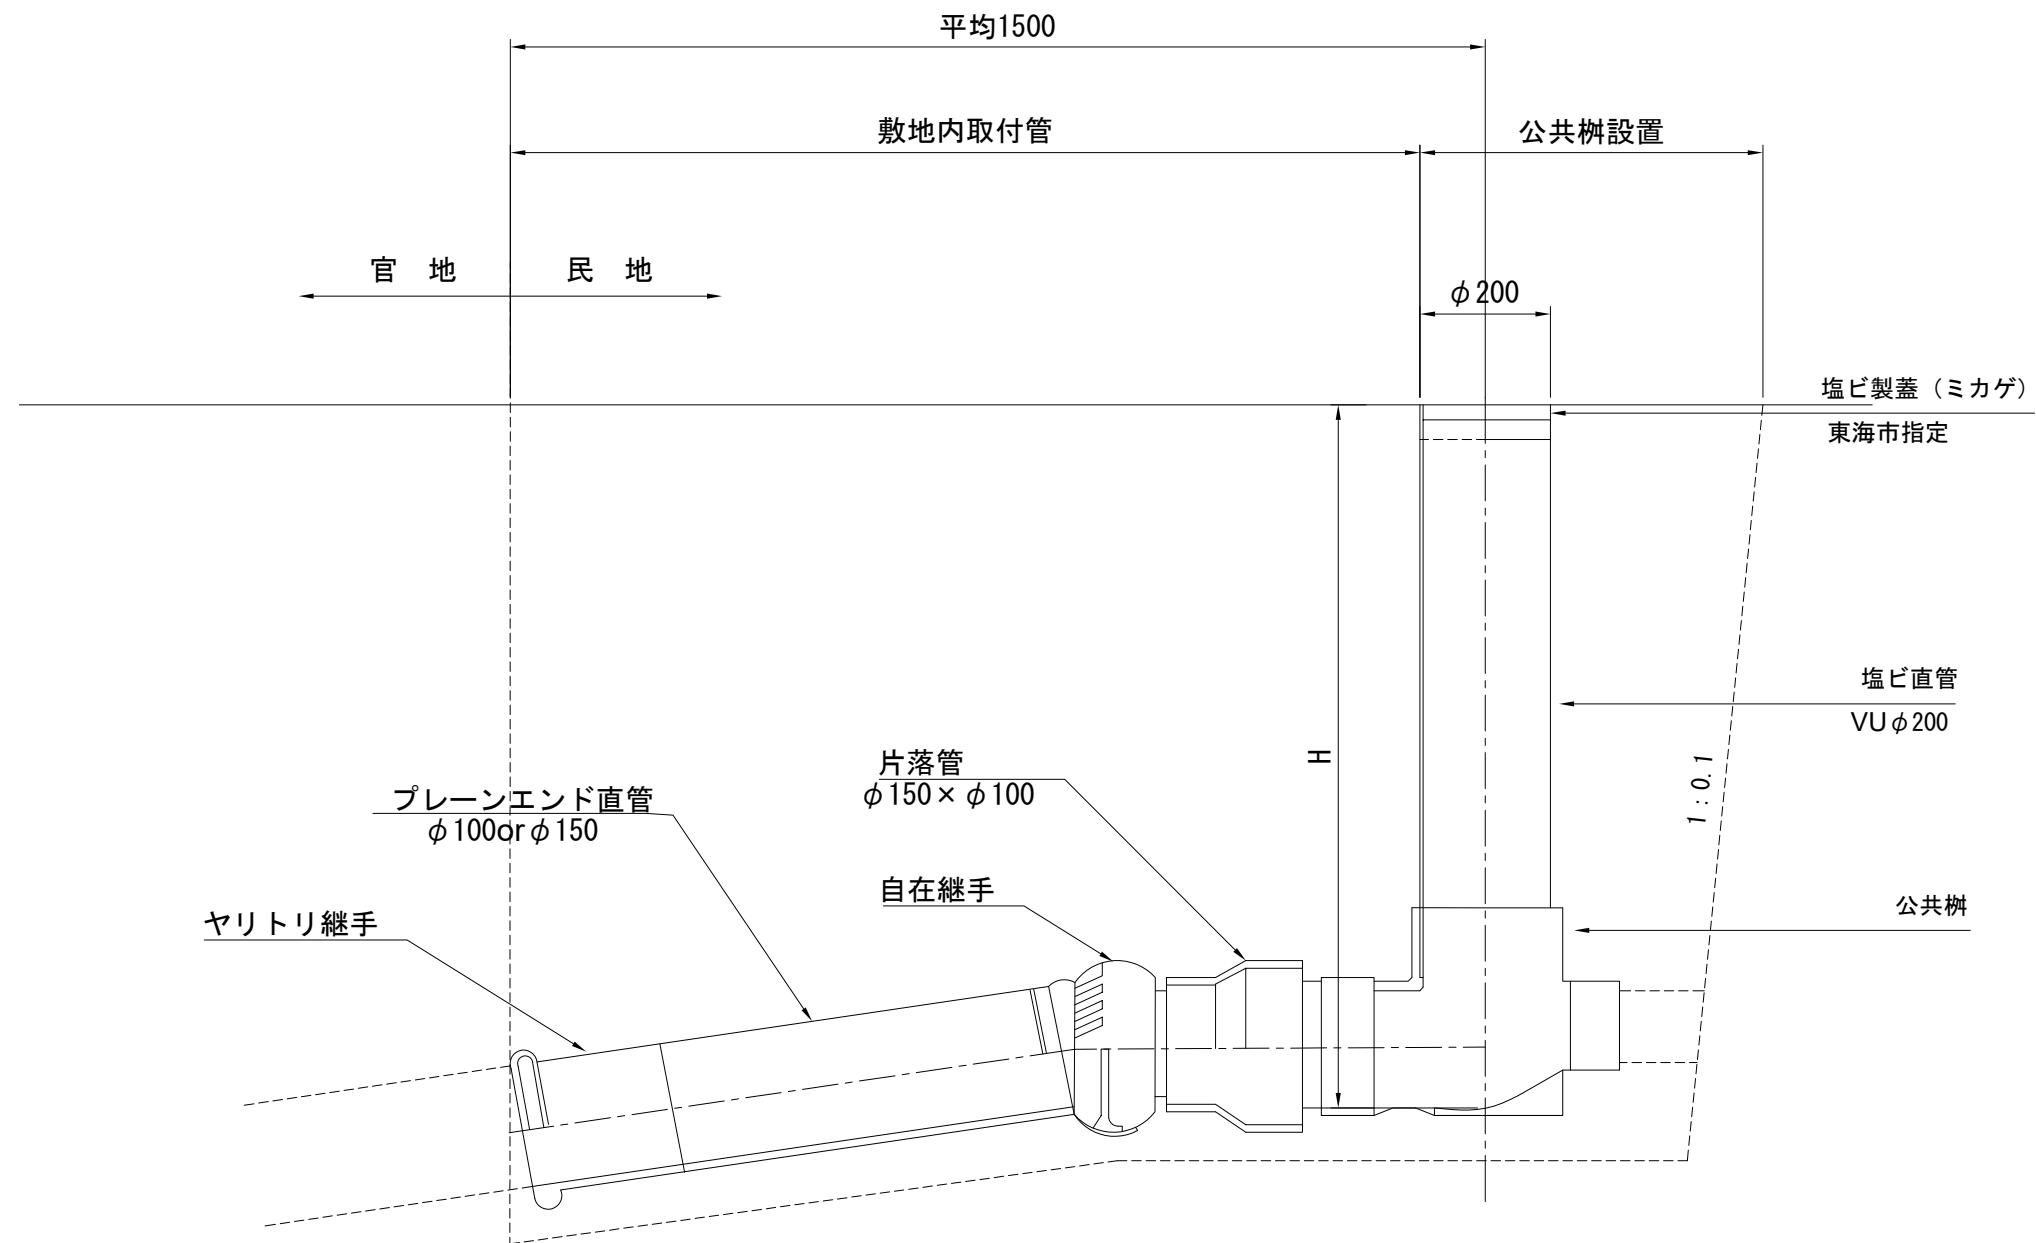 平均1500
敷地内取付管
公共桝設置
官　地
民　地
φ200
塩ビ製蓋（ミカゲ）
東海市指定
塩ビ直管
VUφ200
H
片落管
φ150×φ100
1:0.1
プレーンエンド直管
φ100orφ150
自在継手
公共桝
ヤリトリ継手